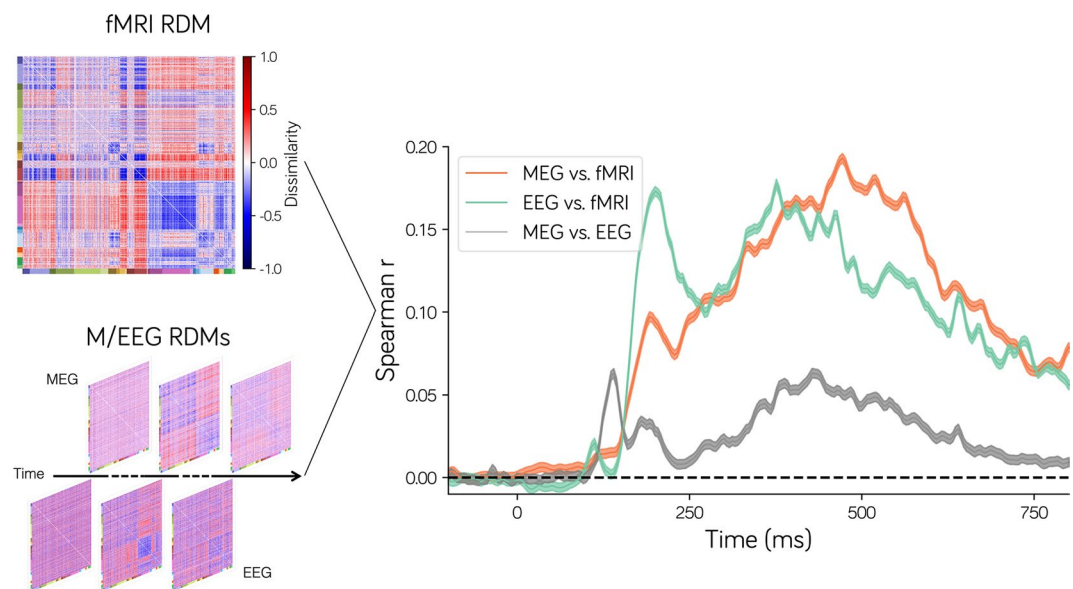 fMRI RDM
1.0
0.5
0.0
-0.5
-1.0
Dissimilarity
M/EEG RDMs
MEG
Time
EEG
0.20
0.15
0.10
0.05
0.00
Spearman r
MEG vs. fMRI
EEG vs. fMRI
MEG vs. EEG
0
250
500
750
Time (ms)